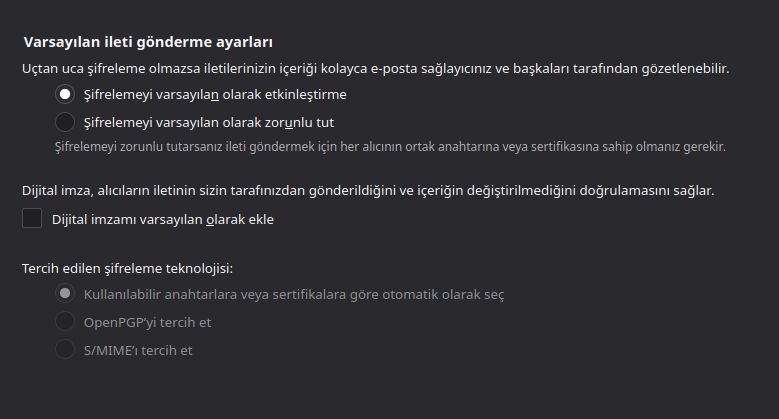 Varsayılan ileti gönderme ayarları
Uçtan uca şifreleme olmazsa iletilerinizin içeriği kolayca e-posta sağlayıcınız ve başkaları tarafından gözetlenebilir.
Şifrelemeyi varsayılan olarak etkinleştirme
Şifrelemeyi varsayılan olarak zorunlu tut
Şifrelemeyi zorunlu tutarsanız ileti göndermek için her alıcının ortak anahtarına veya sertifikasına sahip olmanız gerekir.
Dijital imza, alıcıların iletinin sizin tarafınızdan gönderildiğini ve içeriğin değiştirilmediğini doğrulamasını sağlar.
Dijital imzamı varsayılan olarak ekle
Tercih edilen şifreleme teknolojisi:
Kullanılabilir anahtarlara veya sertifikalara göre otomatik olarak seç
OpenPGP’yi tercih et
S/MIME’ı tercih et